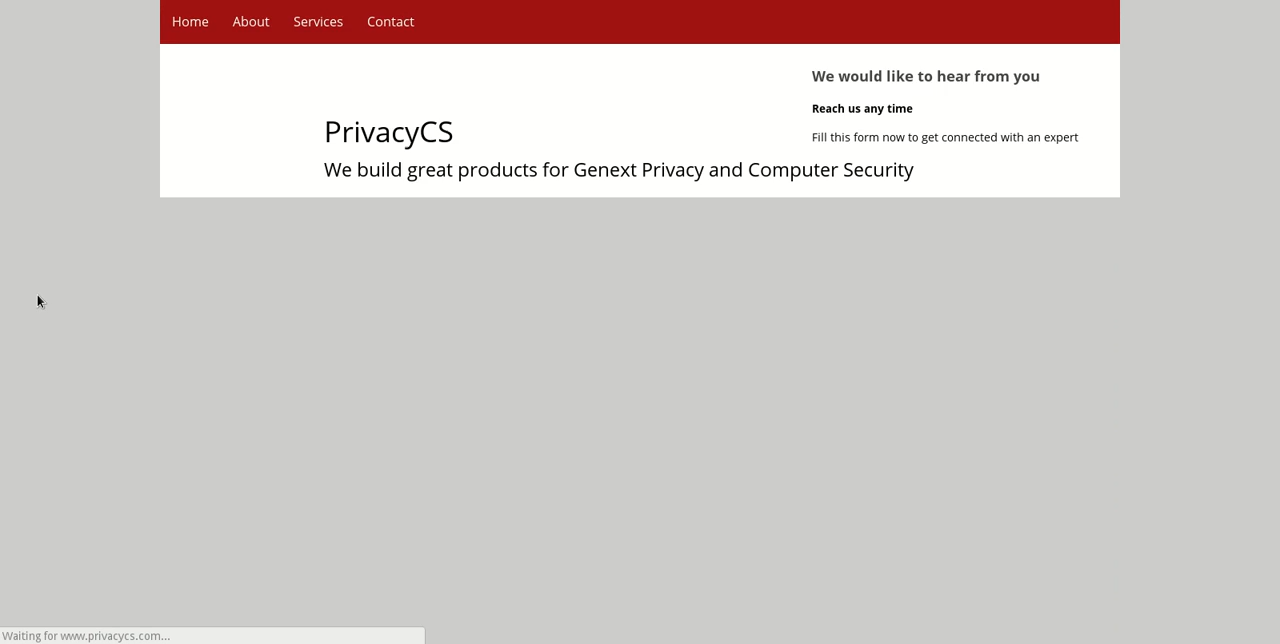 Home About Services Contact
We would like to hear from you
Reach us any time
Fill this form now to get connected with an expert
PrivacyCS
We build great products for Genext Privacy and Computer Security
Waiting for www.privacycs.com...